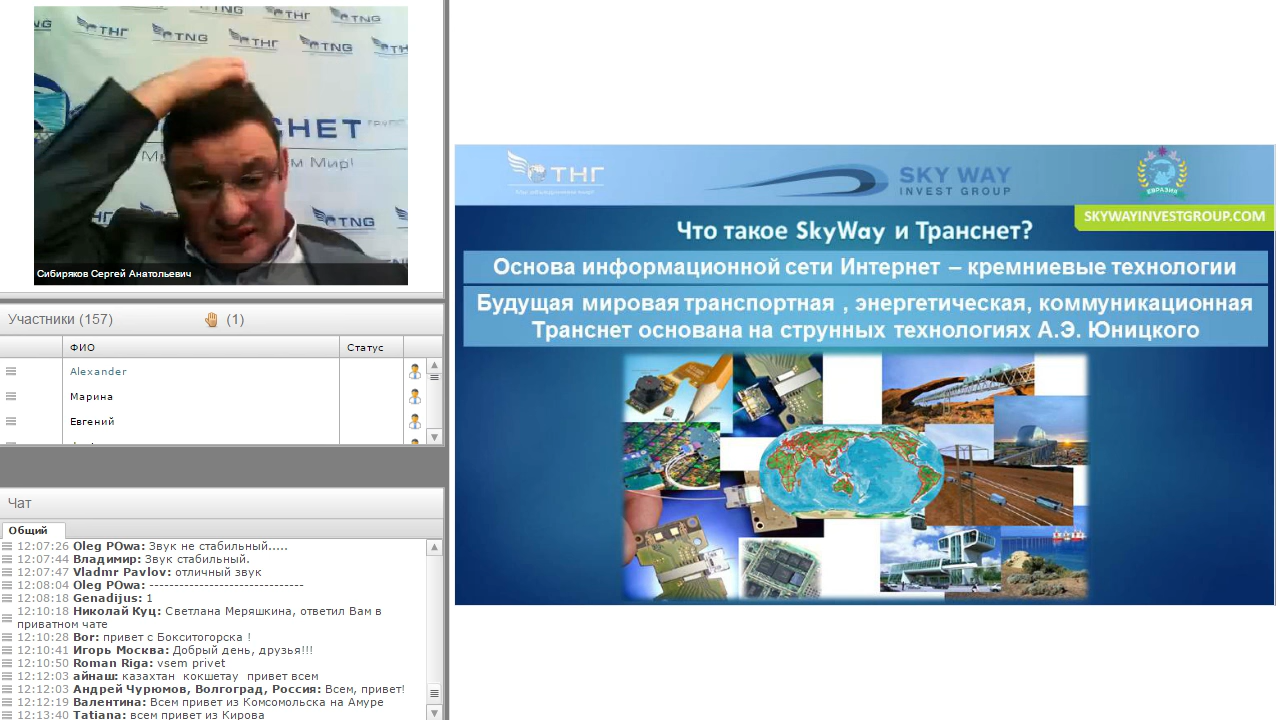 TNG
ТНГ
TNG
ТНГ
TNG
СНЕТ
м Мир!
TNG
TNG
Сибиряков Сергей Анатольевич
Участники (157)
(1)
ФИО
Статус
Alexander
Марина
Евгений
Чат
Общий
12:07:26 Oleg POwa: Звук не стабильный.....
12:07:44 Владимир: Звук стабильный.
12:07:47 Vladmr Pavlov: отличный звук
12:08:04 Oleg POwa: -------------------------------
12:08:18 Genadijus: 1
12:10:18 Николай Куц: Светлана Меряшкина, ответил Вам в
приватном чате
12:10:28 Bor: привет с Бокситогорска !
12:10:41 Игорь Москва: Добрый день, друзья!!!
12:10:50 Roman Riga: vsem privet
12:12:03 айнаш: казахтан кокшетау привет всем
12:12:03 Андрей Чурюмов, Волгоград, Россия: Всем, привет!
12:12:19 Валентина: Всем привет из Комсомольска на Амуре
12:13:40 Tatiana: всем привет из Кирова
ТНГ
SKY WAY
INVEST GROUP
ЕВРАЗИЯ
SKYWAYINVESTGROUP.COM
Что такое SkyWay и Транснет?
Основа информационной сети Интернет – кремниевые технологии
Будущая мировая транспортная , энергетическая, коммуникационная
Транснет основана на струнных технологиях А.Э. Юницкого